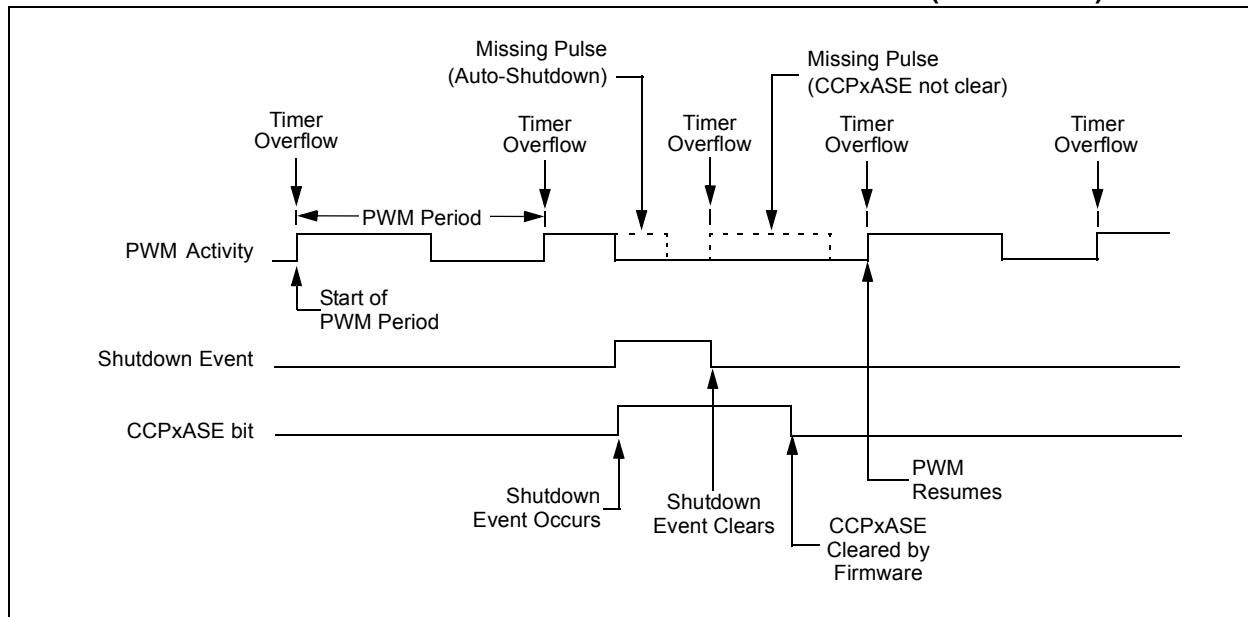 Missing Pulse
(Auto-Shutdown)
Missing Pulse
(CCPxASE not clear)
Timer
Overflow
Timer
Overflow
Timer
Overflow
Timer
Overflow
Timer
Overflow
PWM Period
PWM Activity
Start of
PWM Period
Shutdown Event
CCPxASE bit
Shutdown
Event Occurs
Shutdown
Event Clears
PWM
Resumes
CCPxASE
Cleared by
Firmware